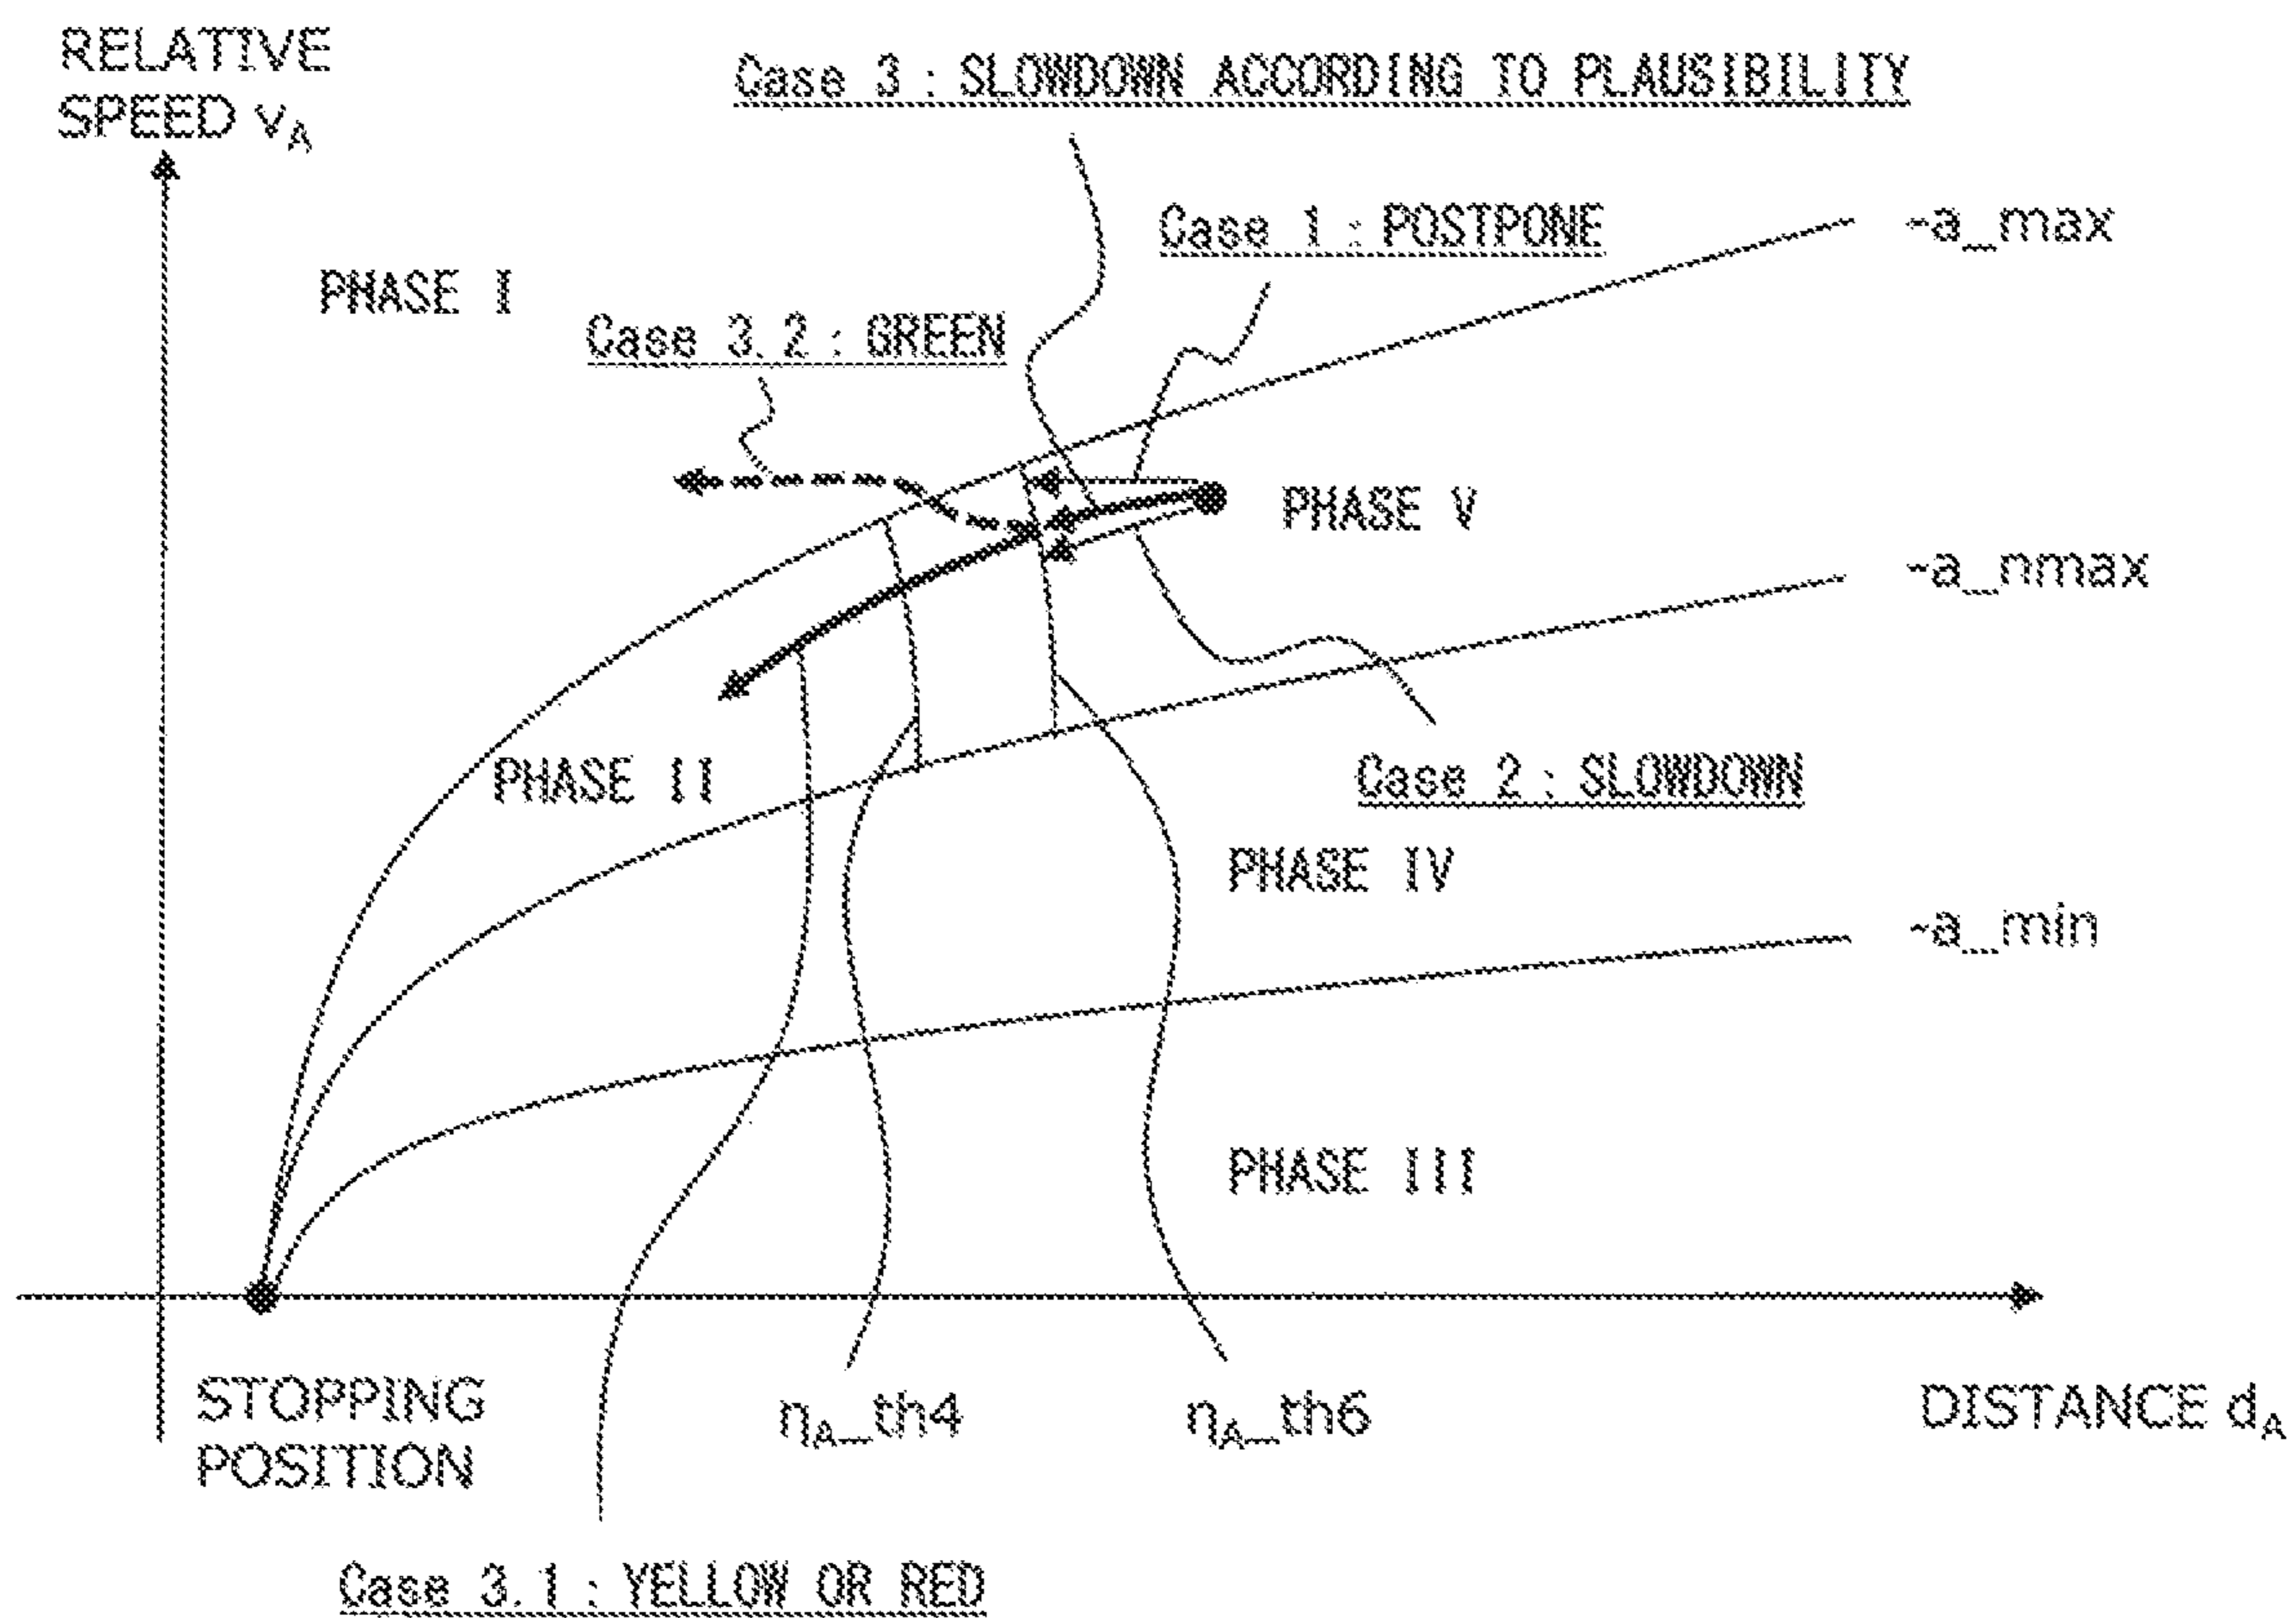 RELATIVE
SPEED vA
Case 3 : SLOWDOWN ACCORDING TO PLAUSIBILITY
Case 1 : POSTPONE
-a_max
PHASE I
Case 3.2 : GREEN
PHASE V
-a_nmax
PHASE II
Case 2 : SLOWDOWN
PHASE IV
-a_min
PHASE III
STOPPING
POSITION
ηA_th4
ηA_th6
DISTANCE dA
Case 3.1 : YELLOW OR RED